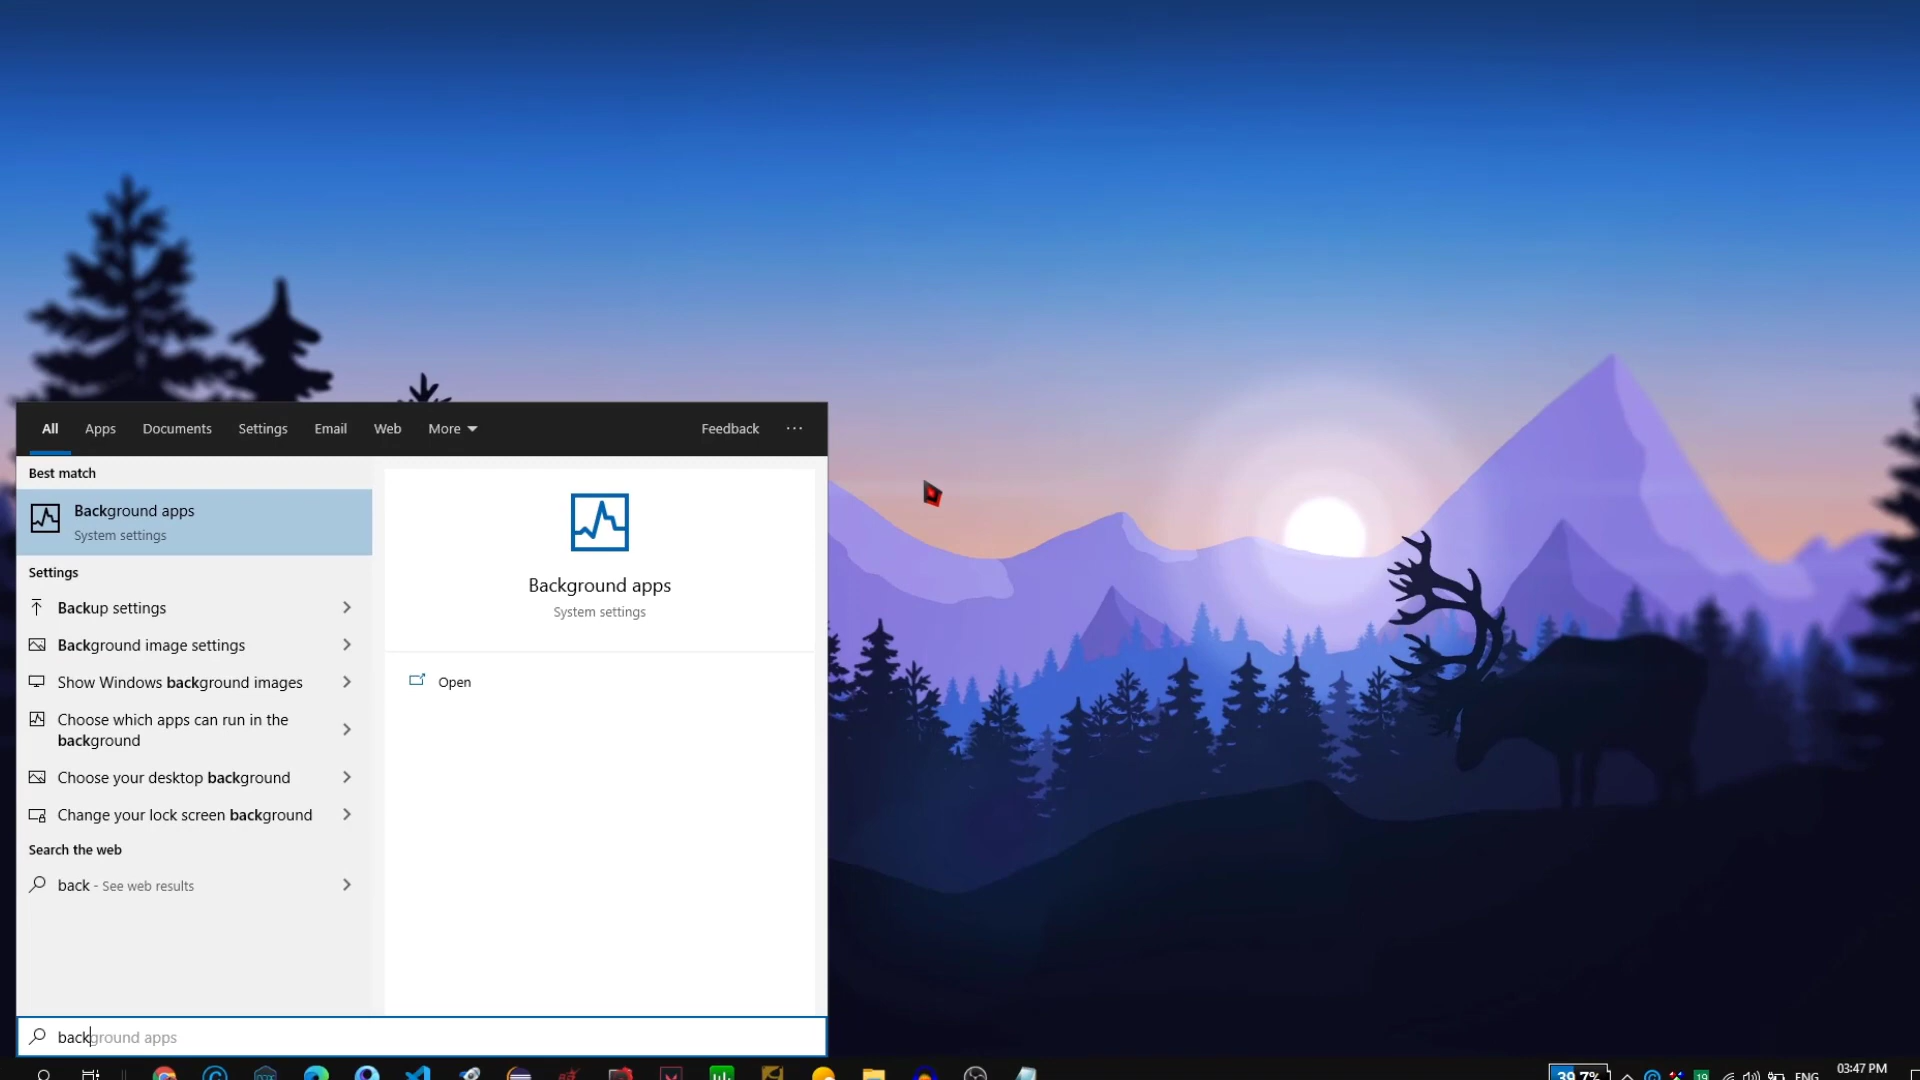 All Apps Documents Settings Email Web More Feedback ...
Best match
Background apps
System settings
Settings
Backup settings
Background image settings
Show Windows background images
Choose which apps can run in the
background
Choose your desktop background
Change your lock screen background
Search the web
back - See web results
Background apps
System settings
Open
background apps
39.7% 19 ENG 03:47 PM